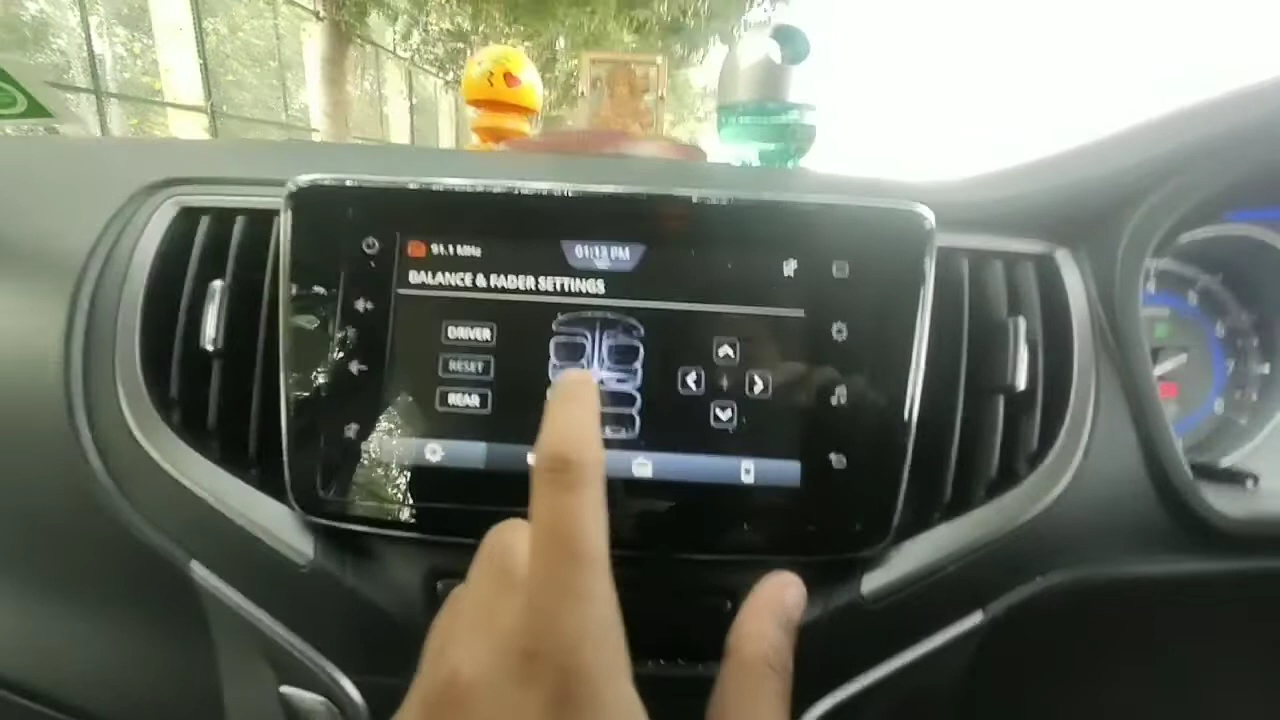 91.1 MHz
01:13 PM
BALANCE & FADER SETTINGS
DRIVER
RESET
REAR